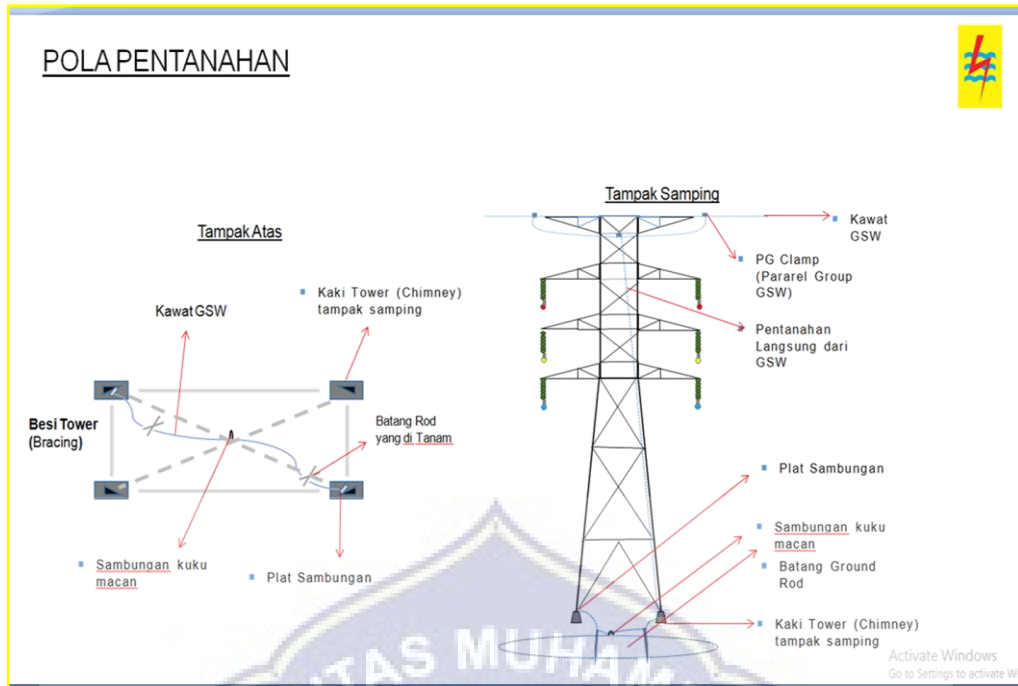 POLA PENTANAHAN
Tampak Samping
Kawat
GSW
PG Clamp
(Pararel Group
GSW)
Pentanahan
Langsung dari
GSW
Plat Sambungan
Sambungan kuku
macan
Batang Ground
Rod
Kaki Tower (Chimney)
tampak samping
Tampak Atas
Kaki Tower (Chimney)
tampak samping
Kawat GSW
Besi Tower
(Bracing)
Batang Rod
yang di Tanam
Sambungan kuku
macan
Plat Sambungan
TAS MUHAM
Activate Windows
Go to Settings to activate Wi